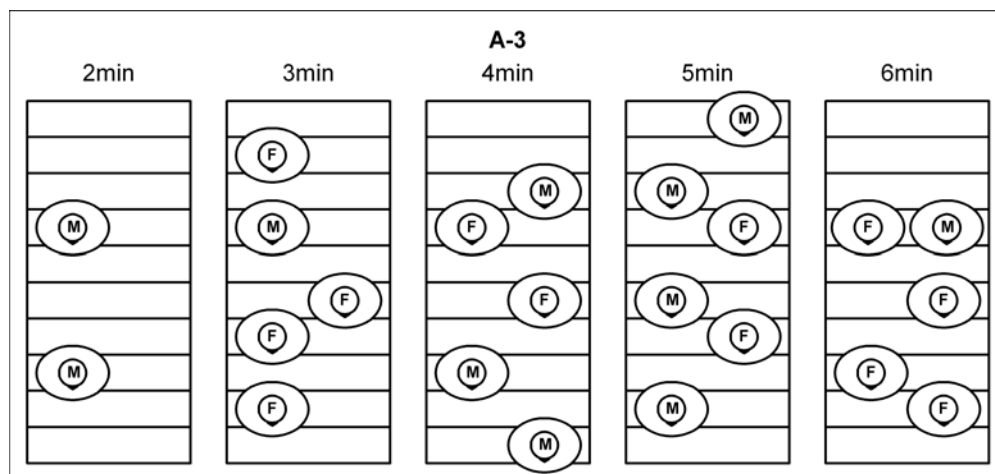 A-3
2min 3min 4min 5min 6min
M
F M
M
F M F F M
F M F
F F
M F M F
F M F
M